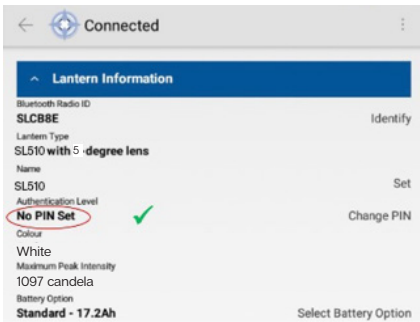 Connected
Lantern Information
Bluetooth Radio ID
SLCB8E Identify
Lantern Type
SL510 with 5-degree lens
Name
SL510 Set
Authentication Level
No PIN Set Change PIN
Colour
White
Maximum Peak Intensity
1097 candela
Battery Option
Standard - 17.2Ah Select Battery Option